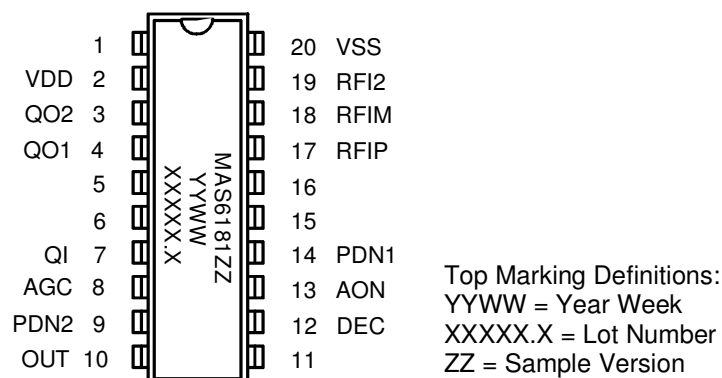 1
VDD 2
QO2 3
QO1 4
5
6
QI 7
AGC 8
PDN2 9
OUT 10
MAS6181ZZ
YYWW
XXXXX.X
20 VSS
19 RFI2
18 RFIM
17 RFIP
16
15
14 PDN1
13 AON
12 DEC
11
Top Marking Definitions:
YYWW = Year Week
XXXXX.X = Lot Number
ZZ = Sample Version